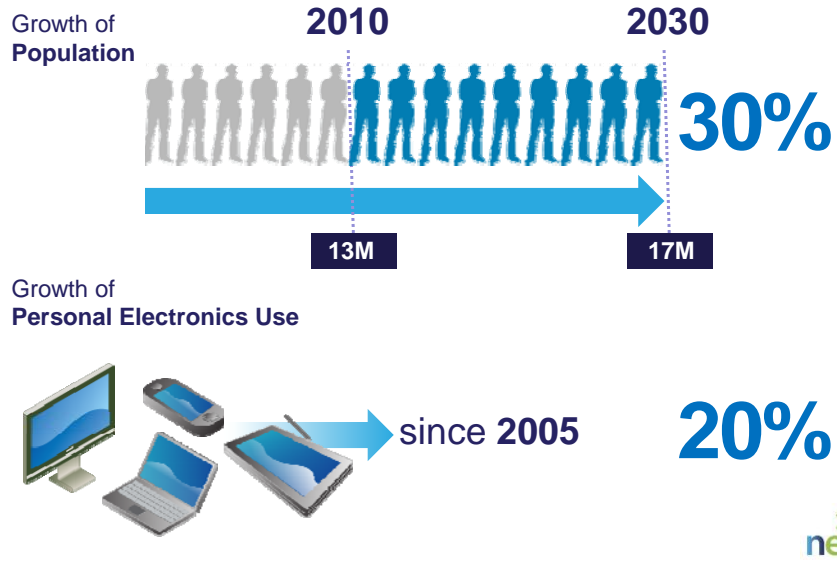 Growth of
Population
2010
2030
30%
13M
17M
Growth of
Personal Electronics Use
since 2005
20%